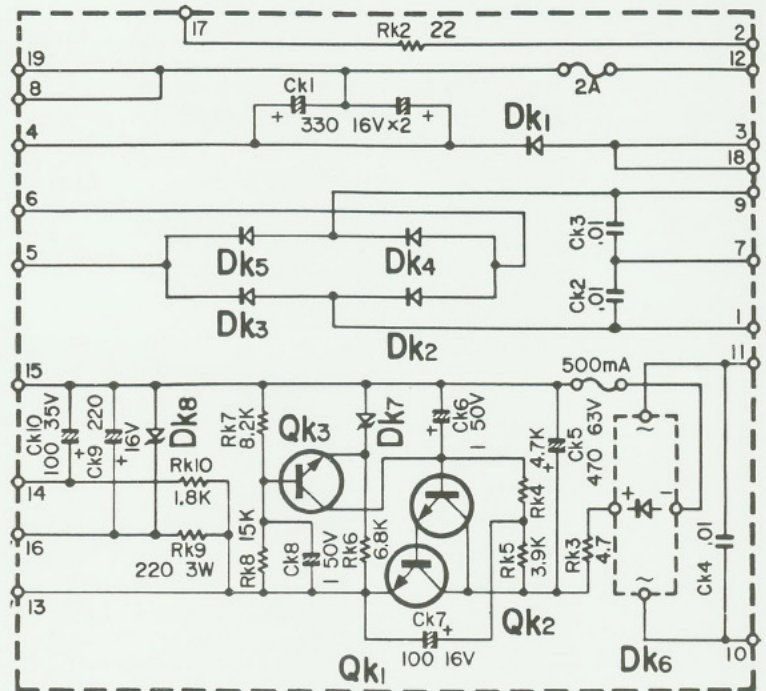 17
Rk2 22
2
19
12
8
2A
Ck1
+ +
330 16V×2
Dk1
4
3
18
6
9
Ck3
.01
5
Dk5
Dk4
7
Ck2
.01
Dk3
Dk2
1
11
15
500mA
Ck10
100 35V
+
Ck9 220
16V
+
Dk8
Rk7
8.2K
Qk3
Dk7
Ck6
1 50V
+
4.7K
Rk4
Ck5
470 63V
+
~
+ -
~
14
Rk10
1.8K
16
Rk9
220 3W
15K
Rk8
Ck8
1 50V
Rk6
6.8K
Rk5
3.9K
Rk3
4.7
Ck4
.01
13
Ck7
+
100 16V
Qk2
Qk1
Dk6
10